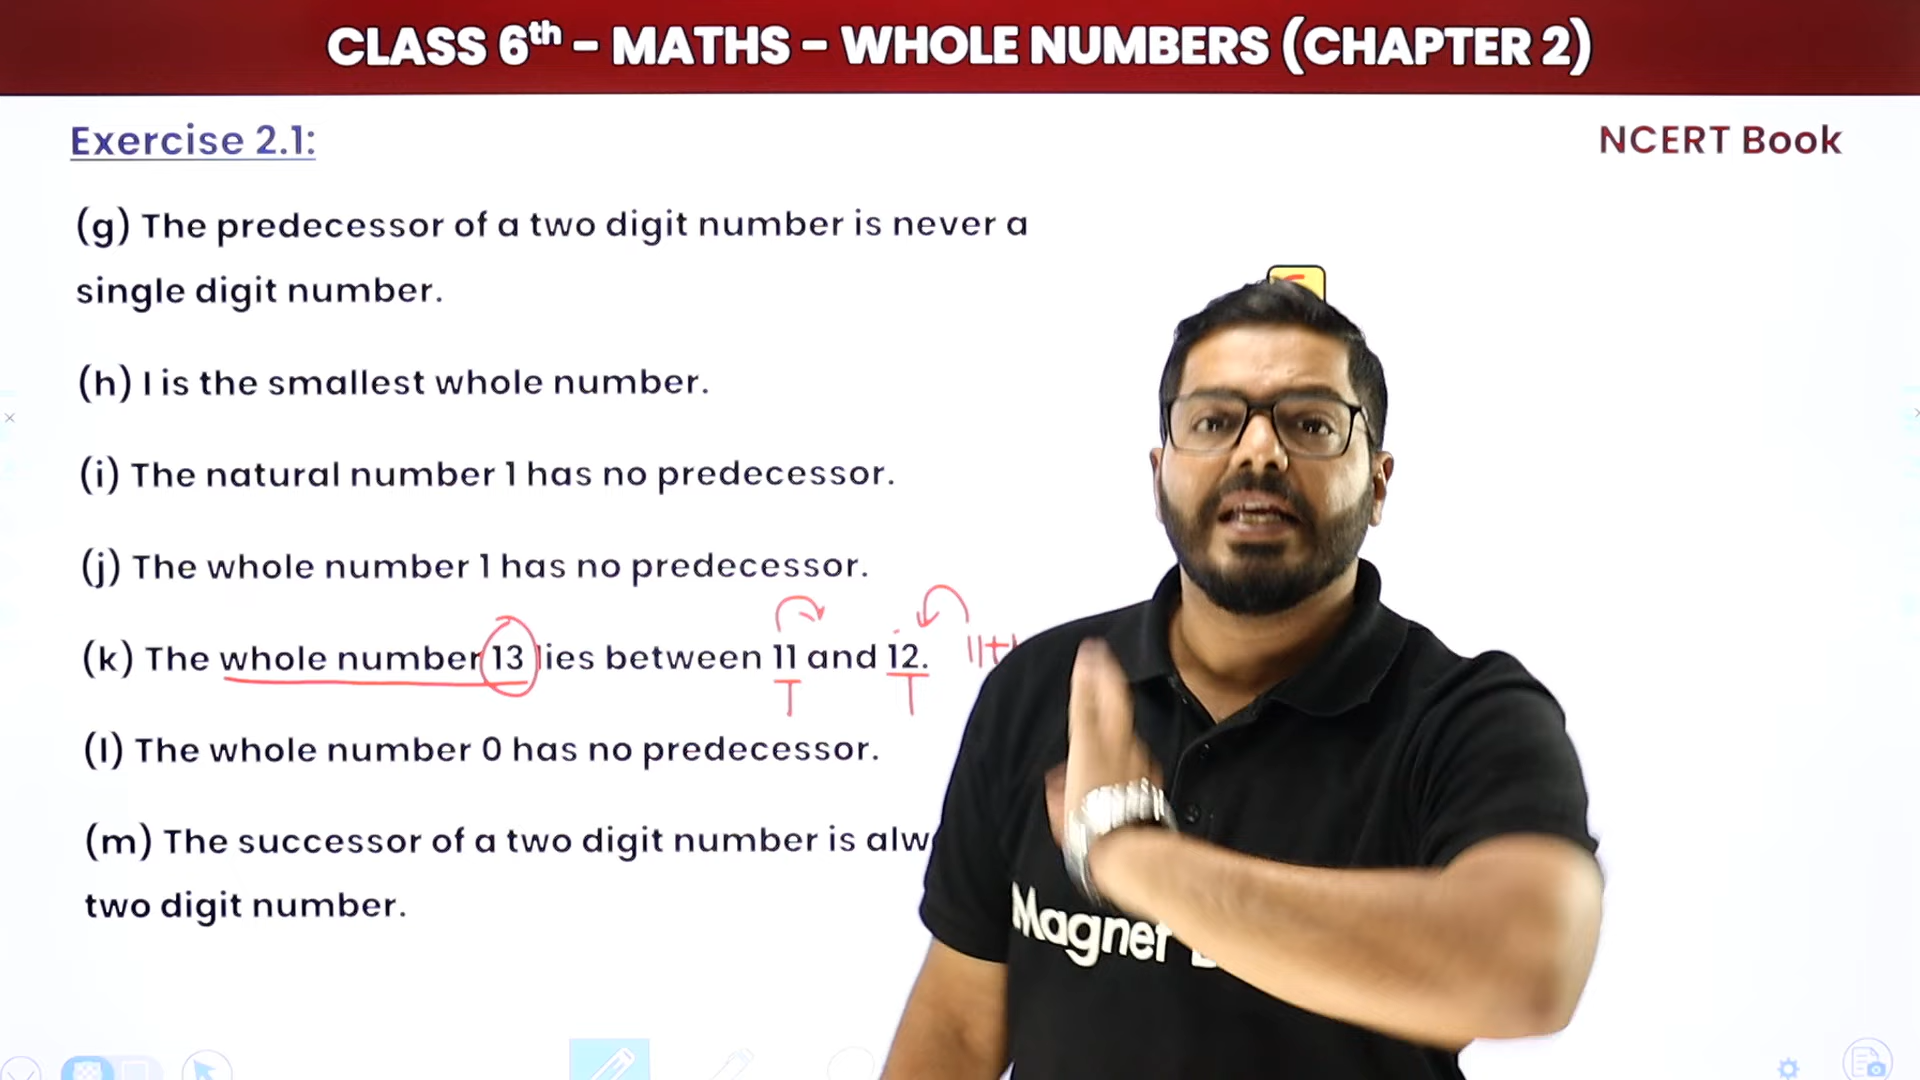 CLASS 6th – MATHS – WHOLE NUMBERS (CHAPTER 2)
Exercise 2.1:
NCERT Book
(g) The predecessor of a two digit number is never a
single digit number.
(h) 1 is the smallest whole number.
(i) The natural number 1 has no predecessor.
(j) The whole number 1 has no predecessor.
(k) The whole number 13 lies between 11 and 12.
11+1
(l) The whole number 0 has no predecessor.
(m) The successor of a two digit number is
two digit number.
Magnet